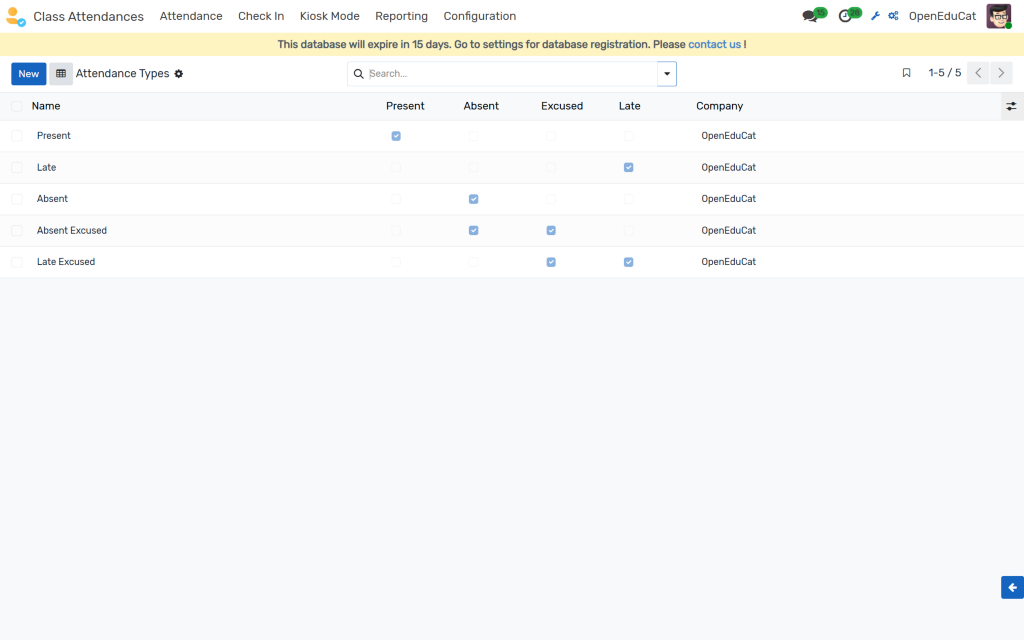 Class Attendances Attendance Check In Kiosk Mode Reporting Configuration 15 28 OpenEduCat
This database will expire in 15 days. Go to settings for database registration. Please contact us !
New Attendance Types Search... 1-5 / 5
Name Present Absent Excused Late Company
Present OpenEduCat
Late OpenEduCat
Absent OpenEduCat
Absent Excused OpenEduCat
Late Excused OpenEduCat